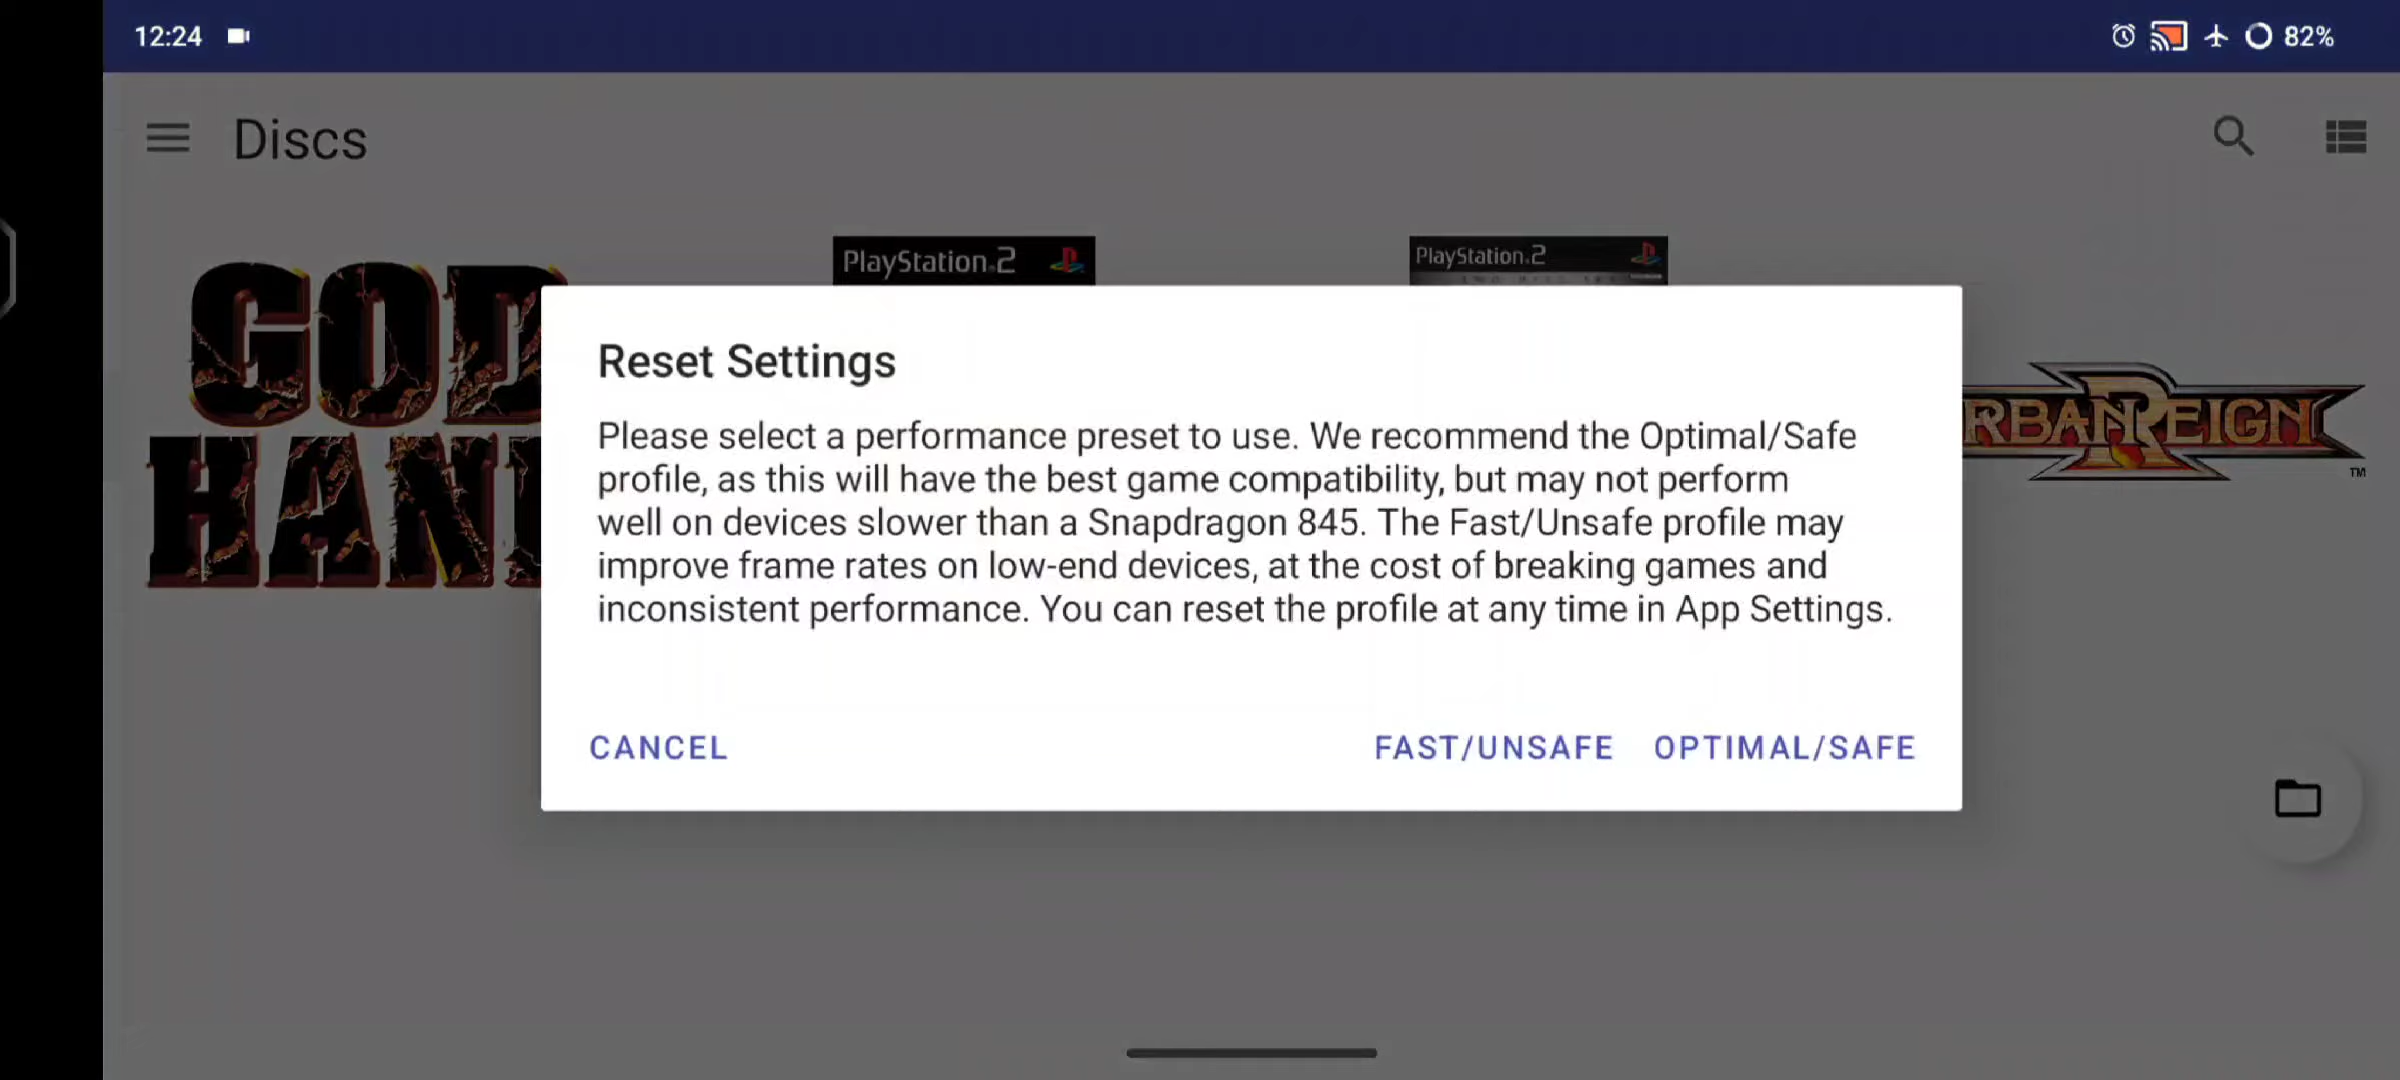 12:24
82%
Discs
GOD
HAN
PlayStation.2
PlayStation.2
RBANREIGN
TM
Reset Settings
Please select a performance preset to use. We recommend the Optimal/Safe
profile, as this will have the best game compatibility, but may not perform
well on devices slower than a Snapdragon 845. The Fast/Unsafe profile may
improve frame rates on low-end devices, at the cost of breaking games and
inconsistent performance. You can reset the profile at any time in App Settings.
CANCEL
FAST/UNSAFE
OPTIMAL/SAFE